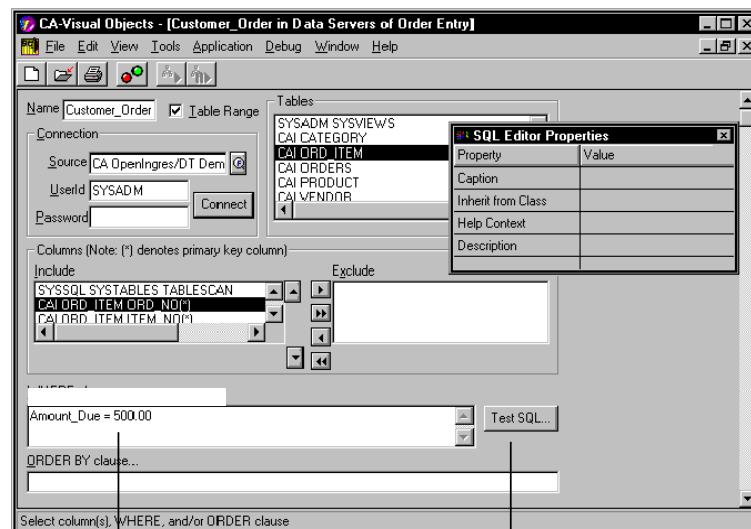 CA-Visual Objects - [Customer_Order in Data Servers of Order Entry]
File Edit View Tools Application Debug Window Help
Name Customer_Order Table Range
Connection
Source CA OpenIngres/DT Dem
UserId SYSADM
Password
Connect
Tables
SYSADM SYSVIEWS
CAI CATEGORY
CAI ORD_ITEM
CAI ORDERS
CAI PRODUCT
CAI VENDOR
SQL Editor Properties
Property Value
Caption
Inherit from Class
Help Context
Description
Columns (Note: (*) denotes primary key column)
Include
SYSSQL SYSTABLES TABLESCAN
CAI ORD_ITEM ORD_NO(*)
CAI ORD_ITEM ITEM_NO(*)
Exclude
Amount_Due = 500.00
Test SQL...
ORDER BY clause...
Select column(s), WHERE, and/or ORDER clause